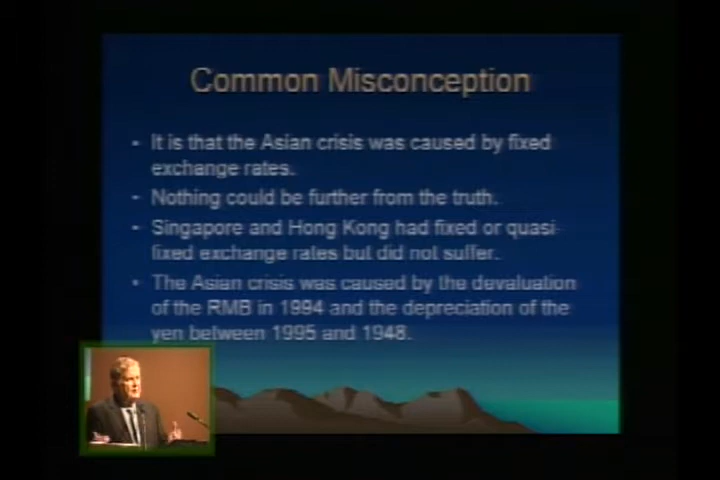 Common Misconception
• It is that the Asian crisis was caused by fixed
exchange rates.
• Nothing could be further from the truth.
• Singapore and Hong Kong had fixed or quasi-
fixed exchange rates but did not suffer.
• The Asian crisis was caused by the devaluation
of the RMB in 1994 and the depreciation of the
yen between 1995 and 1948.